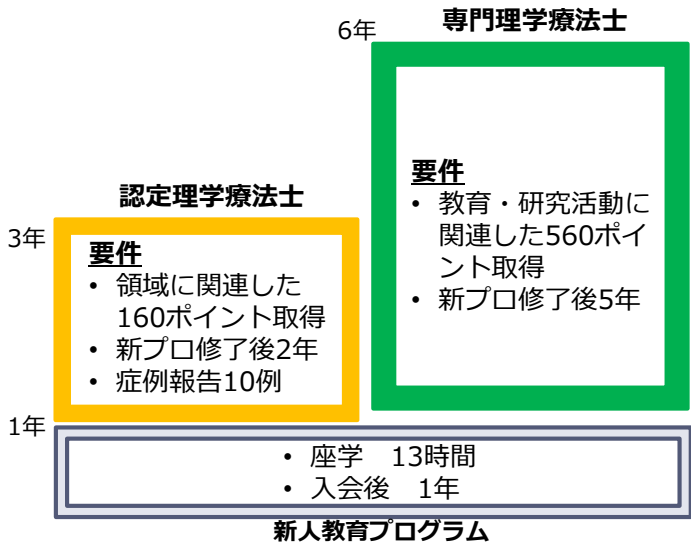 専門理学療法士
6年
要件
• 教育・研究活動に
関連した560ポイ
ント取得
• 新プロ修了後5年
認定理学療法士
3年
要件
• 領域に関連した
160ポイント取得
• 新プロ修了後2年
• 症例報告10例
1年
• 座学　13時間
• 入会後　1年
新人教育プログラム